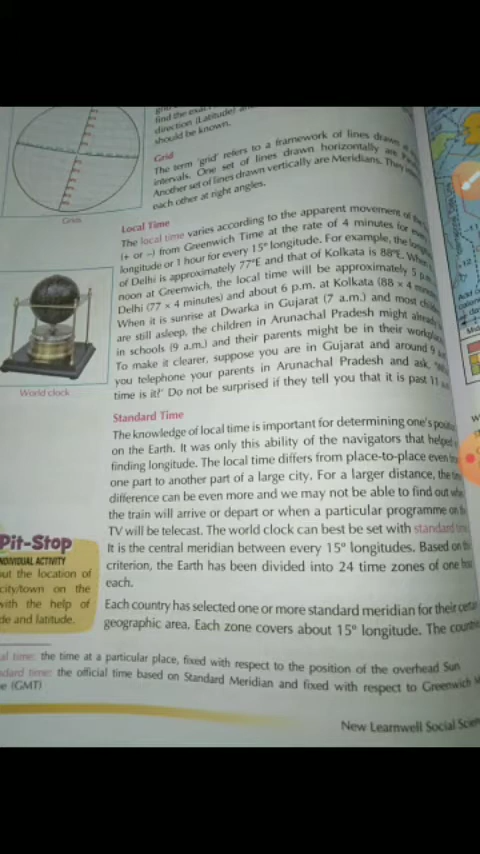 find the exact
direction (Latitude) and
should be known.
Grid
The term 'grid' refers to a framework of lines drawn
intervals. One set of lines drawn horizontally are
Another set of lines drawn vertically are Meridians. They
each other at right angles.
Grids
Local Time
The local time varies according to the apparent movement of
(+ or –) from Greenwich Time at the rate of 4 minutes for
longitude or 1 hour for every 15° longitude. For example, the
of Delhi is approximately 77°E and that of Kolkata is 88°E. When
noon at Greenwich, the local time will be approximately 5 p.m.
Delhi (77 × 4 minutes) and about 6 p.m. at Kolkata (88 × 4
When it is sunrise at Dwarka in Gujarat (7 a.m.) and most
are still asleep, the children in Arunachal Pradesh might already
in schools (9 a.m.) and their parents might be in their
To make it clearer, suppose you are in Gujarat and around 9
you telephone your parents in Arunachal Pradesh and ask,
time is it?' Do not be surprised if they tell you that it is past 11
World clock
Standard Time
The knowledge of local time is important for determining one's
on the Earth. It was only this ability of the navigators that helped
finding longitude. The local time differs from place-to-place even
one part to another part of a large city. For a larger distance, the
difference can be even more and we may not be able to find out
the train will arrive or depart or when a particular programme on
TV will be telecast. The world clock can best be set with standard
It is the central meridian between every 15° longitudes. Based on
criterion, the Earth has been divided into 24 time zones of one
each.
Each country has selected one or more standard meridian for their
geographic area. Each zone covers about 15° longitude. The
Pit-Stop
INDIVIDUAL ACTIVITY
the location of
city/town on the
with the help of
and latitude.
time: the time at a particular place, fixed with respect to the position of the overhead Sun
time: the official time based on Standard Meridian and fixed with respect to Greenwich
(GMT)
New Learnwell Social